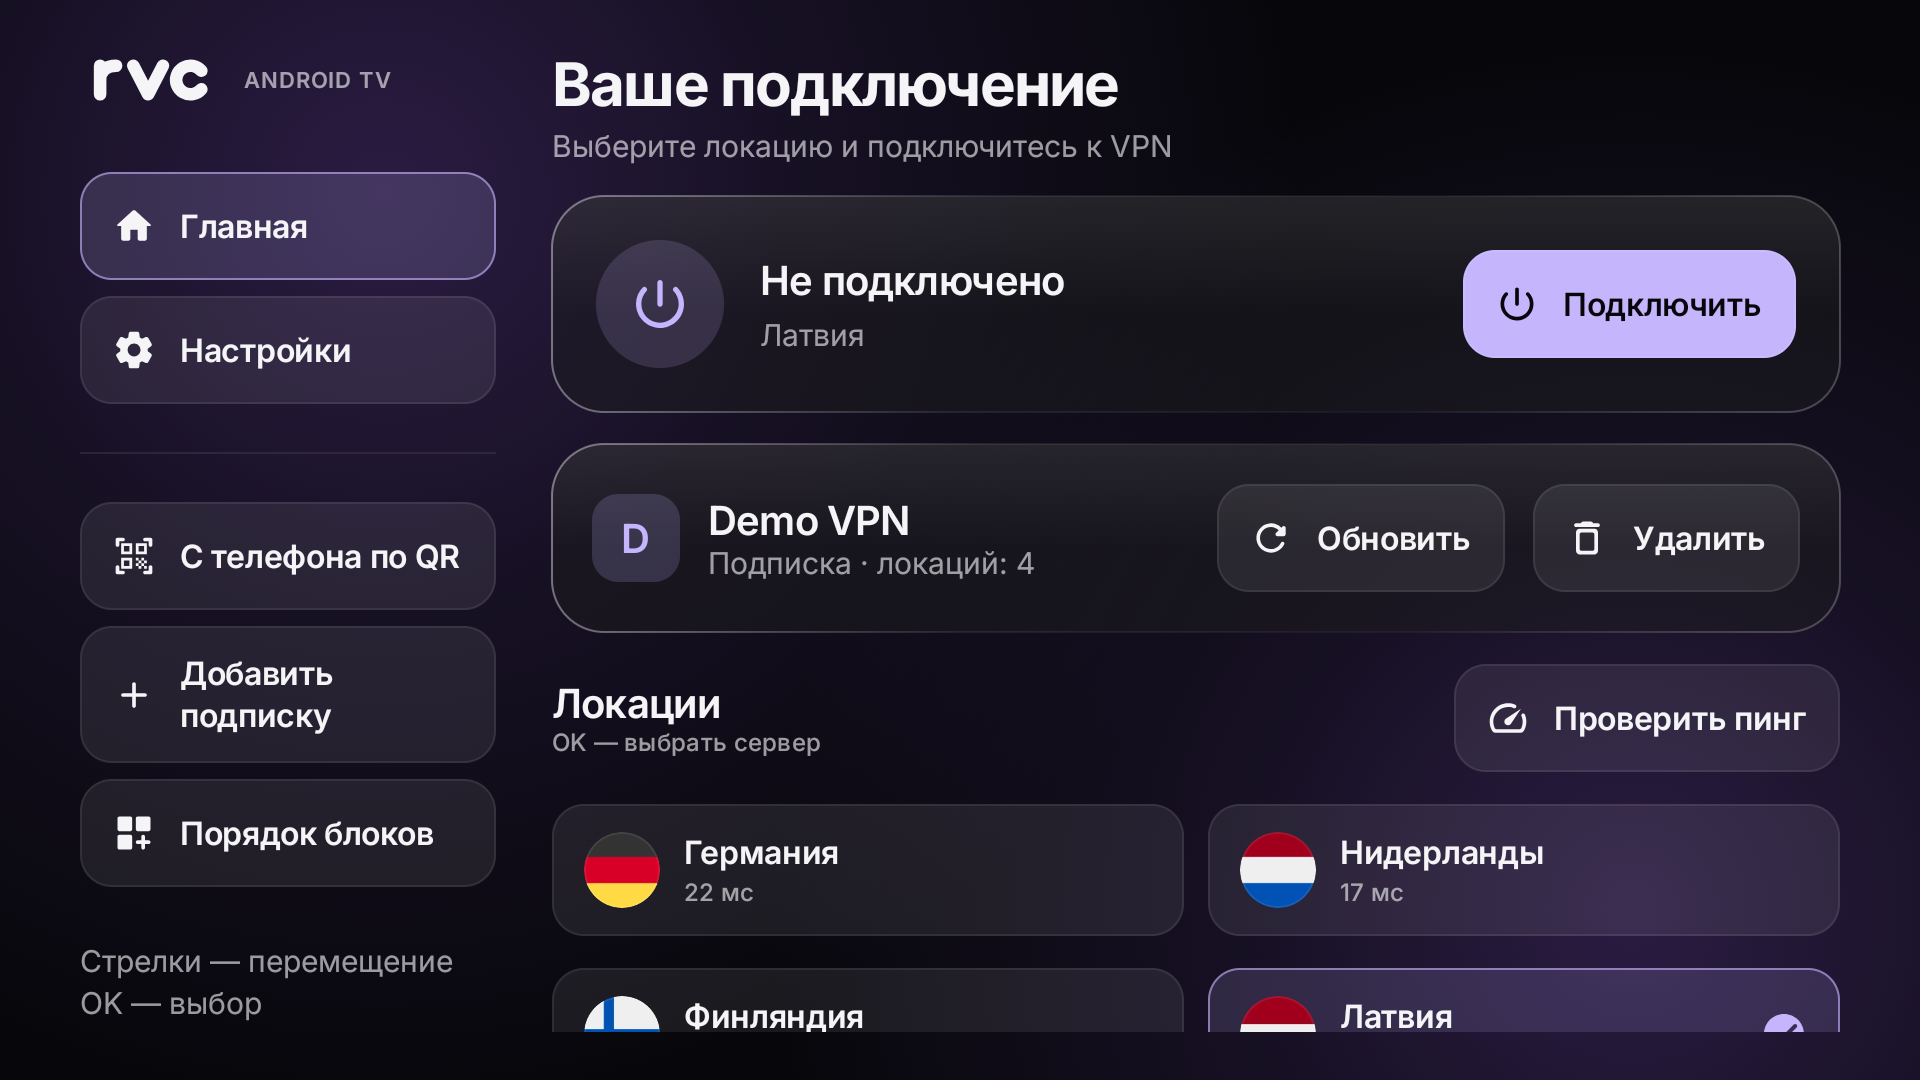 rvc ANDROID TV
Главная
Настройки
С телефона по QR
Добавить
подписку
Порядок блоков
Стрелки — перемещение
OK — выбор
Ваше подключение
Выберите локацию и подключитесь к VPN
Не подключено
Латвия
Подключить
D
Demo VPN
Подписка · локаций: 4
Обновить
Удалить
Локации
OK — выбрать сервер
Проверить пинг
Германия
22 мс
Нидерланды
17 мс
Финляндия
Латвия